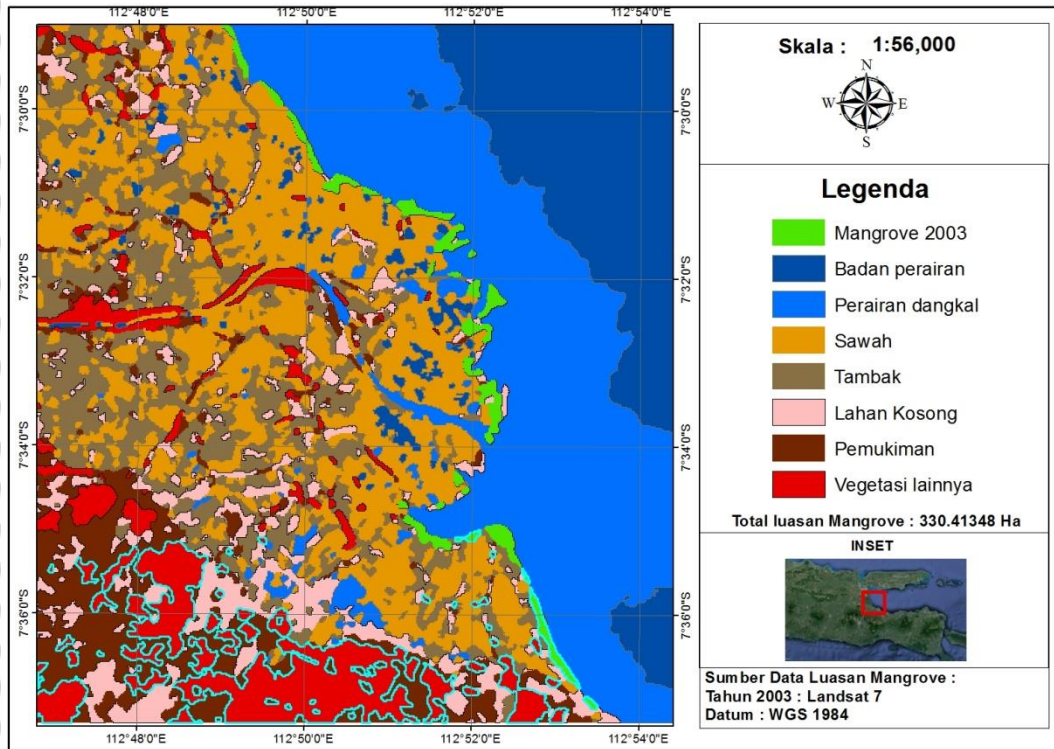 112°48'0"E 112°50'0"E 112°52'0"E 112°54'0"E
7°30'0"S 7°30'0"S
7°32'0"S 7°32'0"S
7°34'0"S 7°34'0"S
7°36'0"S 7°36'0"S
112°48'0"E 112°50'0"E 112°52'0"E 112°54'0"E
Skala : 1:56,000
N
W E
S
Legenda
Mangrove 2003
Badan perairan
Perairan dangkal
Sawah
Tambak
Lahan Kosong
Pemukiman
Vegetasi lainnya
Total luasan Mangrove : 330.41348 Ha
INSET
Sumber Data Luasan Mangrove :
Tahun 2003 : Landsat 7
Datum : WGS 1984